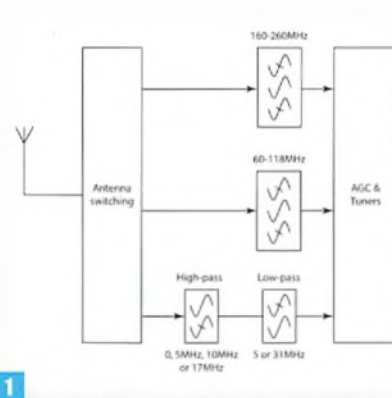 160-260MHz
60-118MHz
Antenna
switching
AGC &
Tuners
High-pass
Low-pass
0, 5MHz, 10MHz
or 17MHz
5 or 31MHz
1